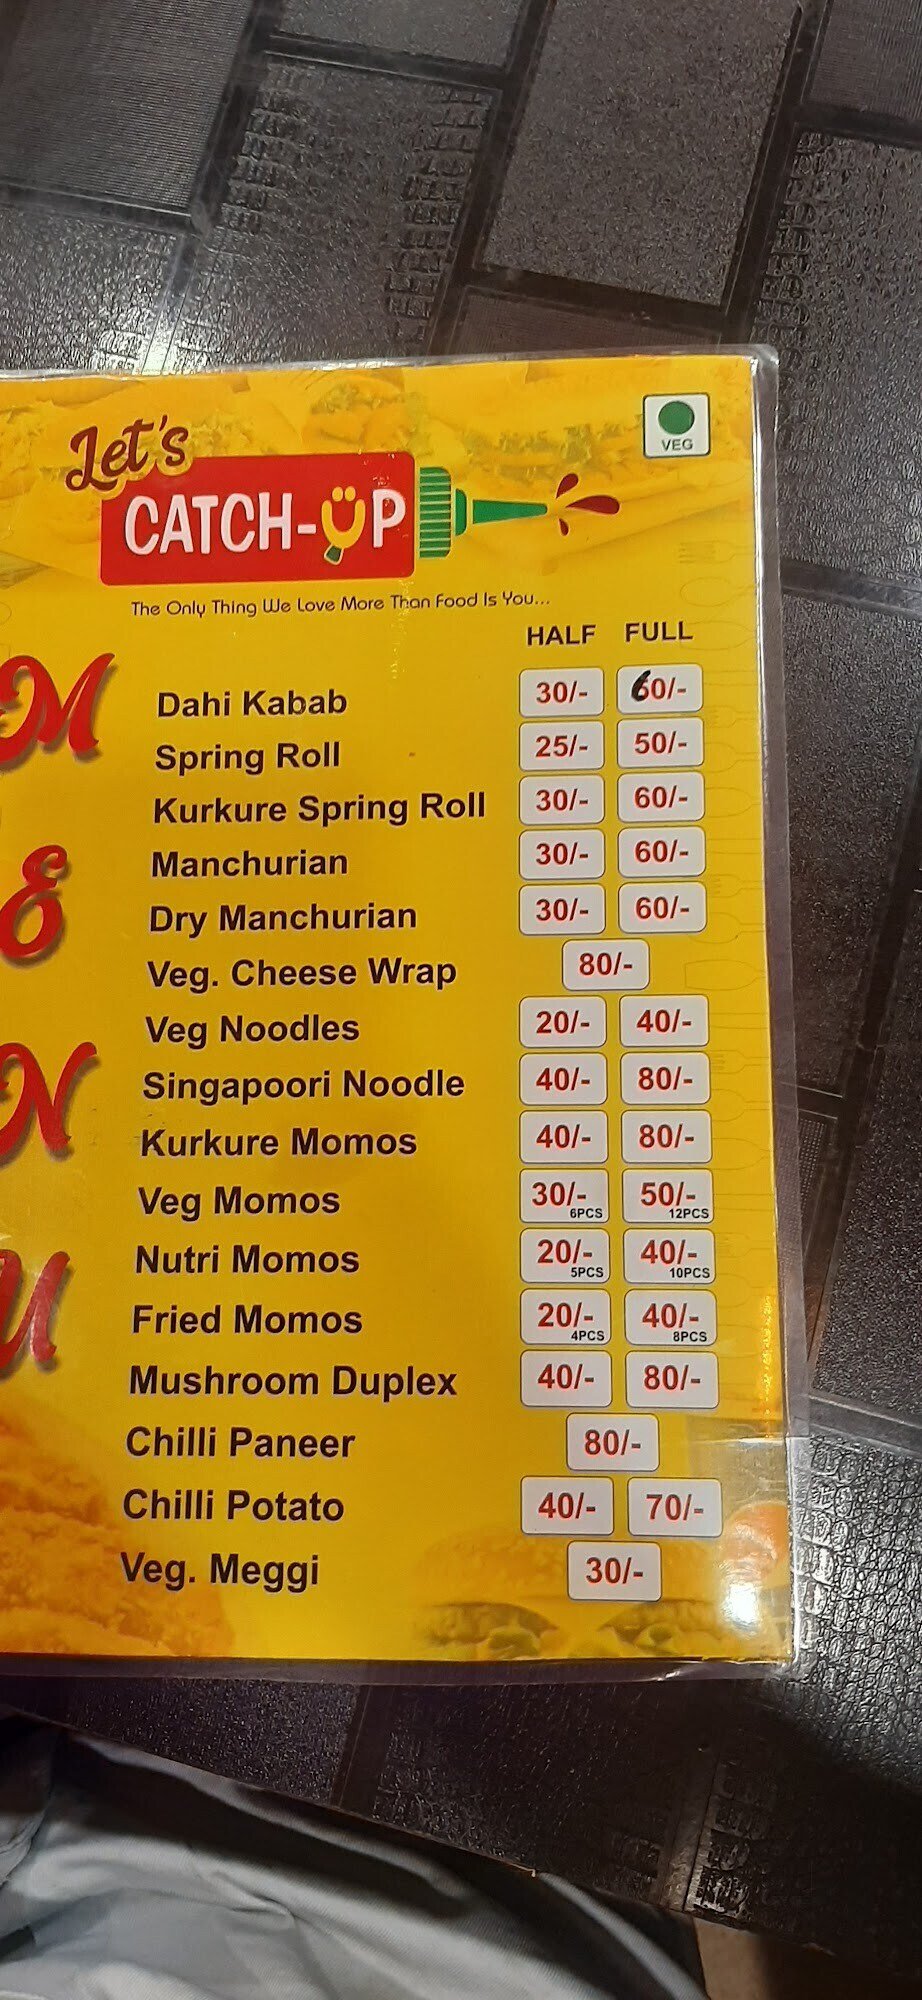 Let's
CATCH-UP
VEG
The Only Thing We Love More Than Food Is You...
HALF FULL
MENU
Dahi Kabab 30/- 60/-
Spring Roll 25/- 50/-
Kurkure Spring Roll 30/- 60/-
Manchurian 30/- 60/-
Dry Manchurian 30/- 60/-
Veg. Cheese Wrap 80/-
Veg Noodles 20/- 40/-
Singapoori Noodle 40/- 80/-
Kurkure Momos 40/- 80/-
Veg Momos 30/- 6PCS 50/- 12PCS
Nutri Momos 20/- 5PCS 40/- 10PCS
Fried Momos 20/- 4PCS 40/- 8PCS
Mushroom Duplex 40/- 80/-
Chilli Paneer 80/-
Chilli Potato 40/- 70/-
Veg. Meggi 30/-